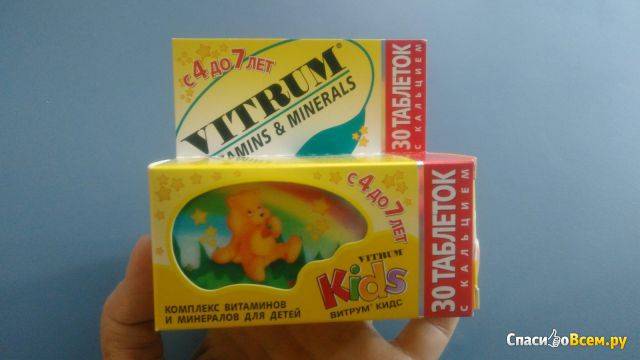 с 4 до 7 лет
VITRUM®
VITAMINS & MINERALS
30 ТАБЛЕТОК
С КАЛЬЦИЕМ
с 4 до 7 лет
VITRUM
Kids
ВИТРУМ® КИДС
КОМПЛЕКС ВИТАМИНОВ
И МИНЕРАЛОВ ДЛЯ ДЕТЕЙ
30 ТАБЛЕТОК
С КАЛЬЦИЕМ
СпасибоВсем.ру